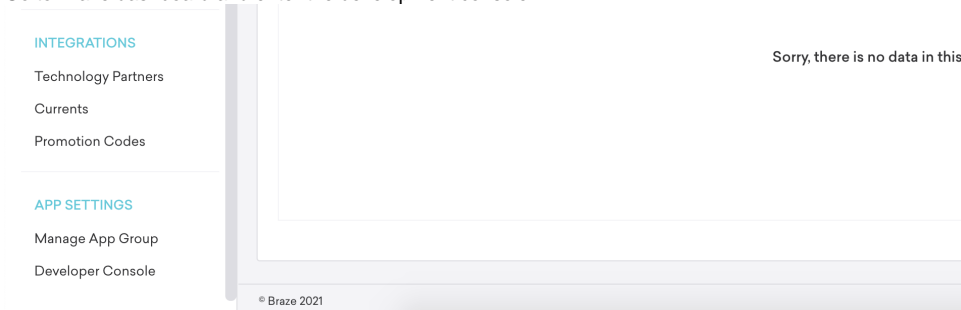 INTEGRATIONS
Technology Partners
Currents
Promotion Codes
APP SETTINGS
Manage App Group
Developer Console
Sorry, there is no data in this
© Braze 2021